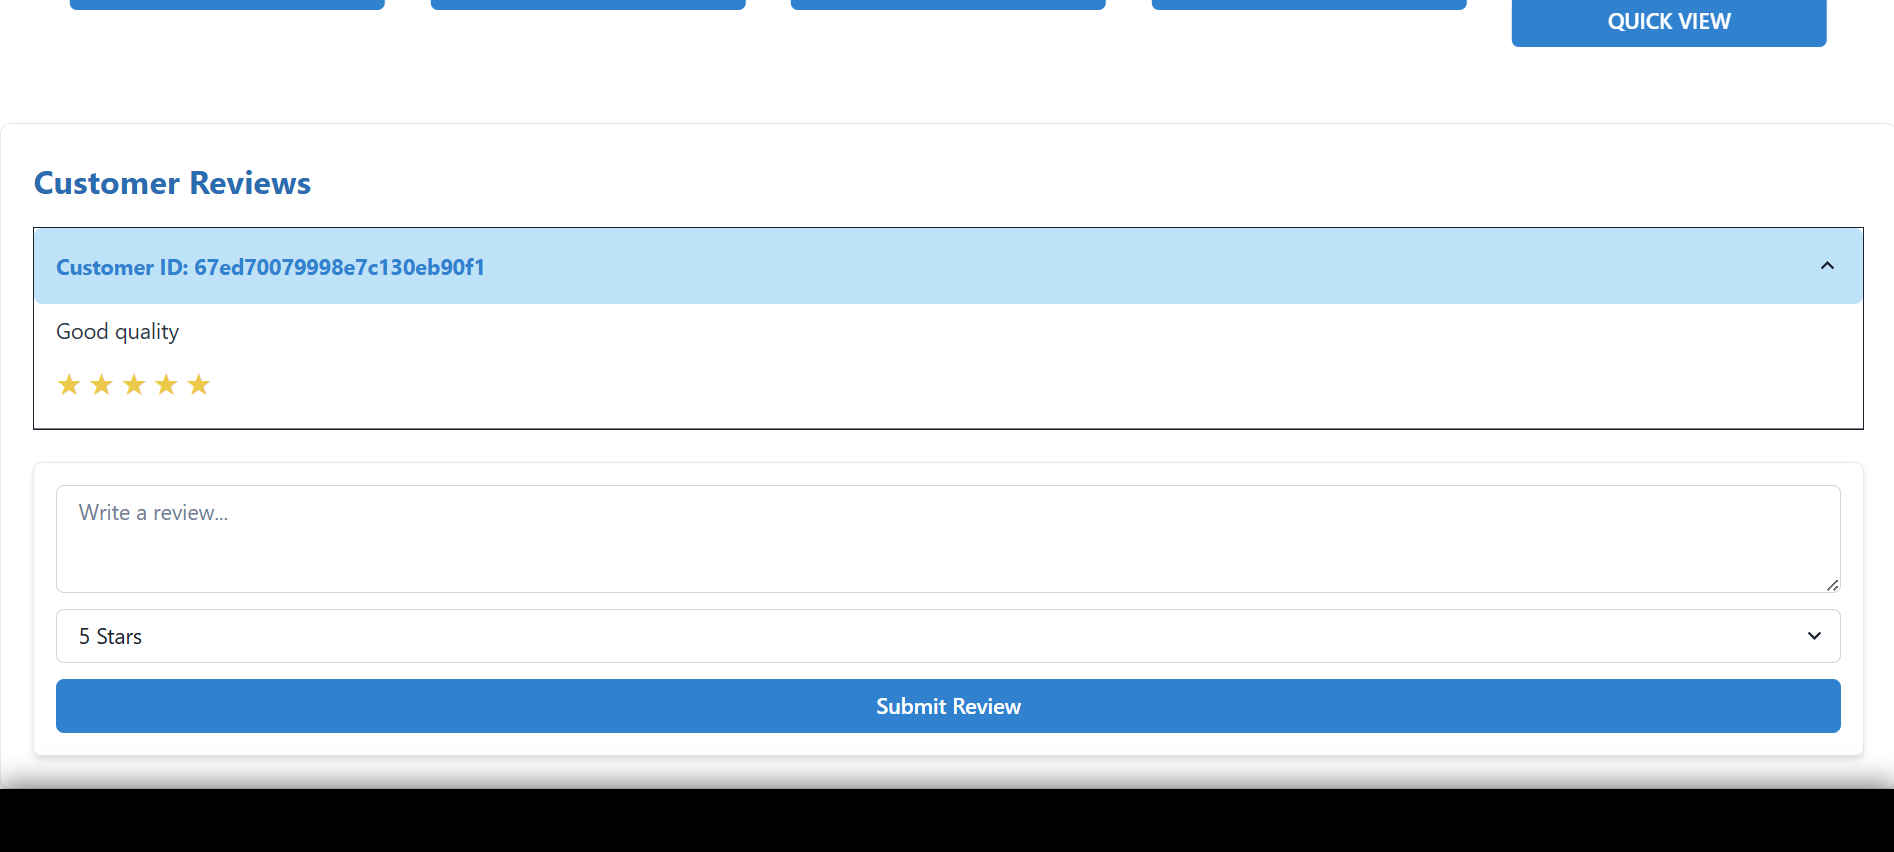 QUICK VIEW
Customer Reviews
Customer ID: 67ed70079998e7c130eb90f1
Good quality
Write a review...
5 Stars
Submit Review